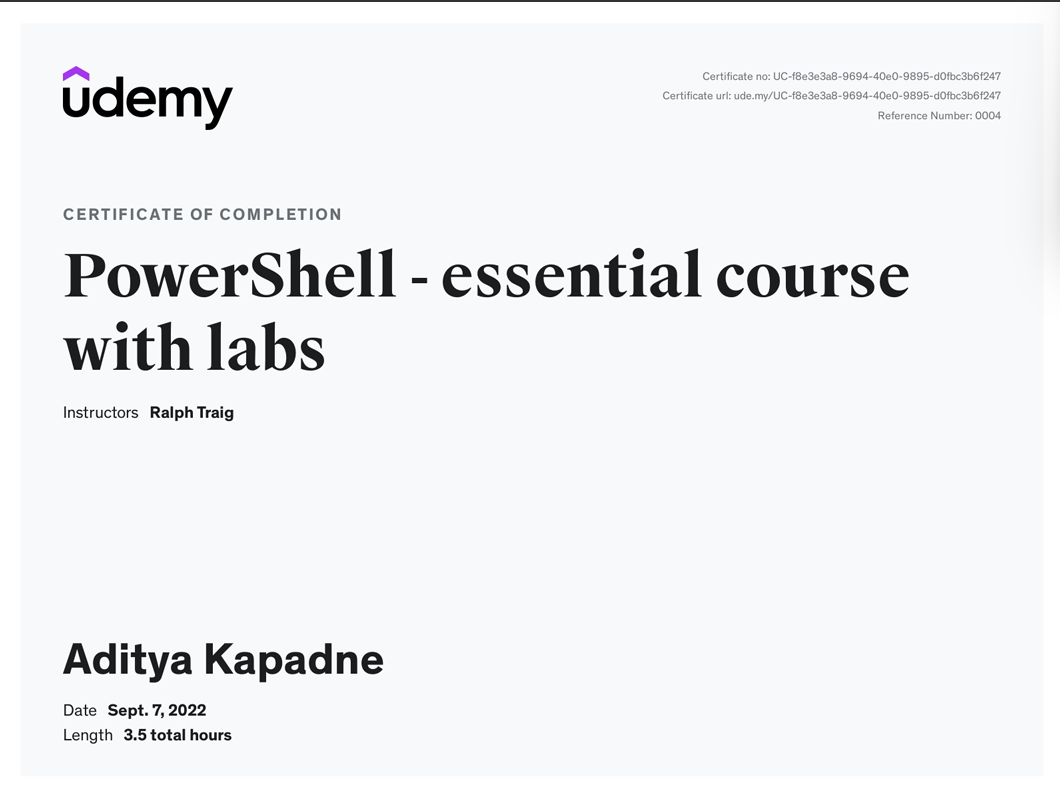 udemy
Certificate no: UC-f8e3e3a8-9694-40e0-9895-d0fbc3b6f247
Certificate url: ude.my/UC-f8e3e3a8-9694-40e0-9895-d0fbc3b6f247
Reference Number: 0004
CERTIFICATE OF COMPLETION
PowerShell - essential course
with labs
Instructors Ralph Traig
Aditya Kapadne
Date Sept. 7, 2022
Length 3.5 total hours